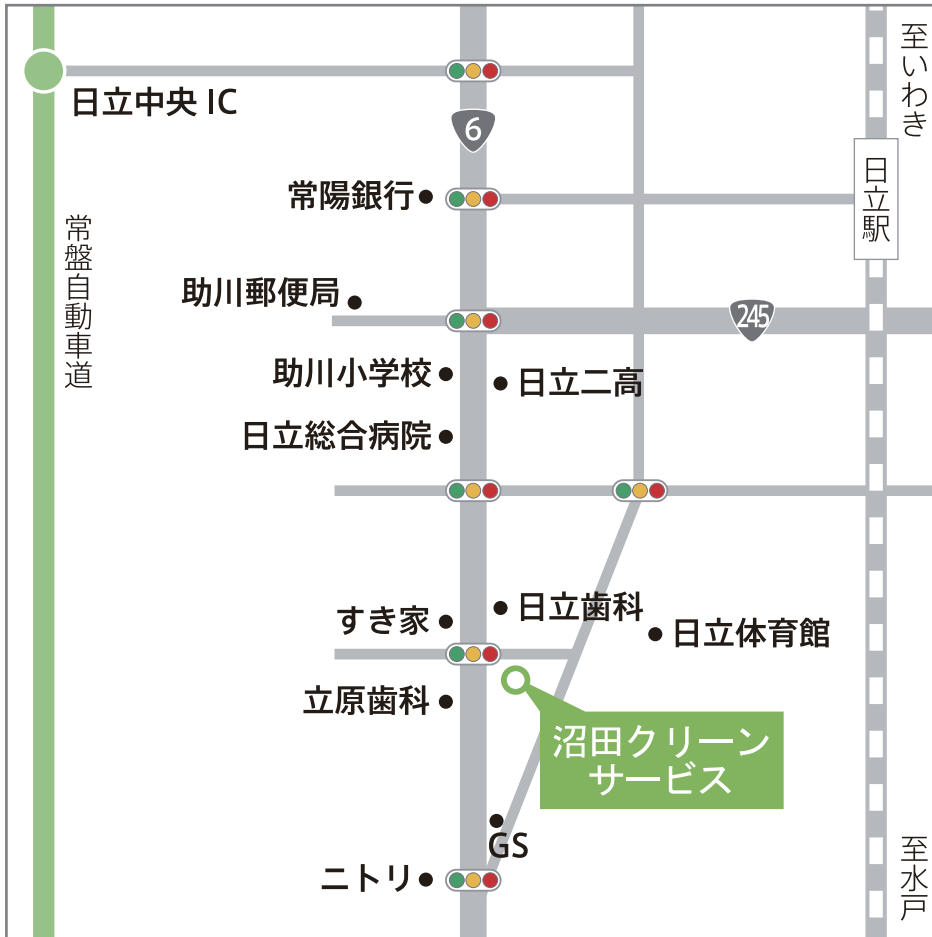 至いわき
日立中央 IC
6
常陽銀行
日立駅
常盤自動車道
助川郵便局
245
助川小学校
日立二高
日立総合病院
すき家
日立歯科
日立体育館
立原歯科
沼田クリーン
サービス
GS
ニトリ
至水戸